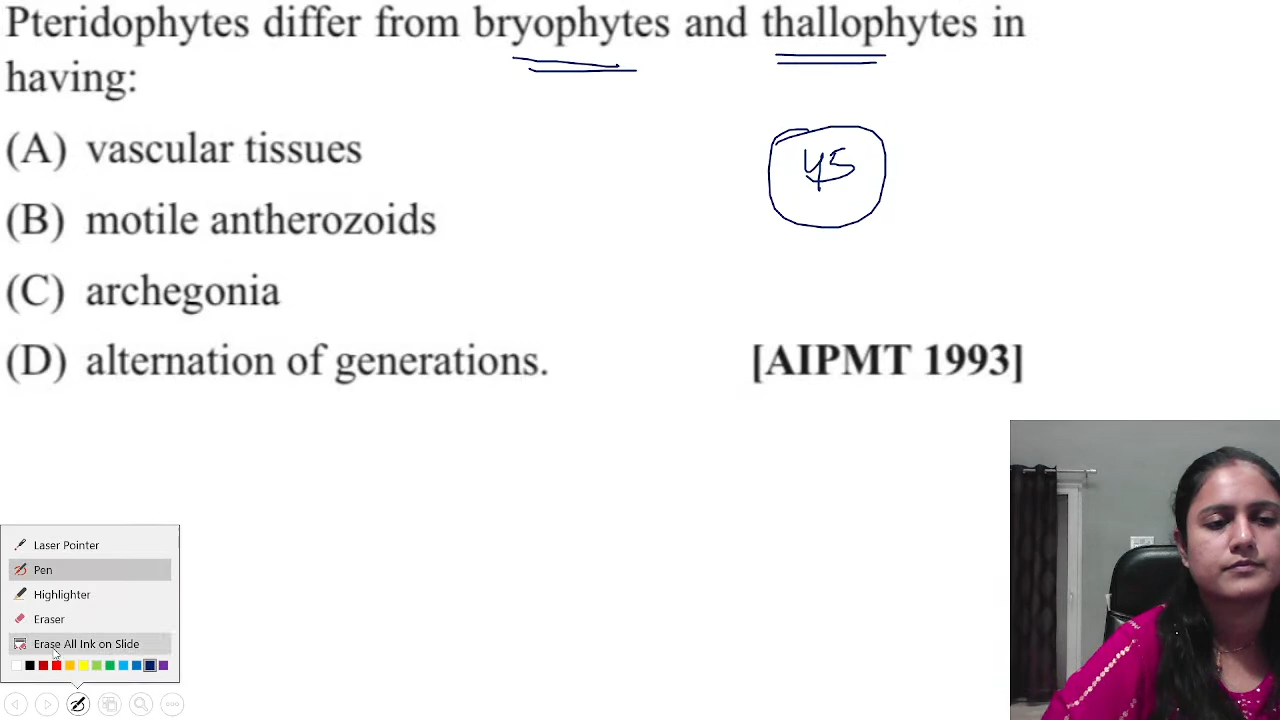 Pteridophytes differ from bryophytes and thallophytes in
having:
(A) vascular tissues
45
(B) motile antherozoids
(C) archegonia
(D) alternation of generations. [AIPMT 1993]
Laser Pointer
Pen
Highlighter
Eraser
Erase All Ink on Slide